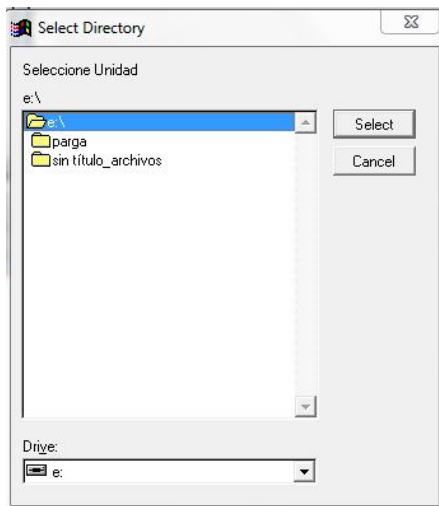 Select Directory
Seleccione Unidad
e:\
e:\
Select
parga
sin título_archivos
Cancel
Drive:
e: